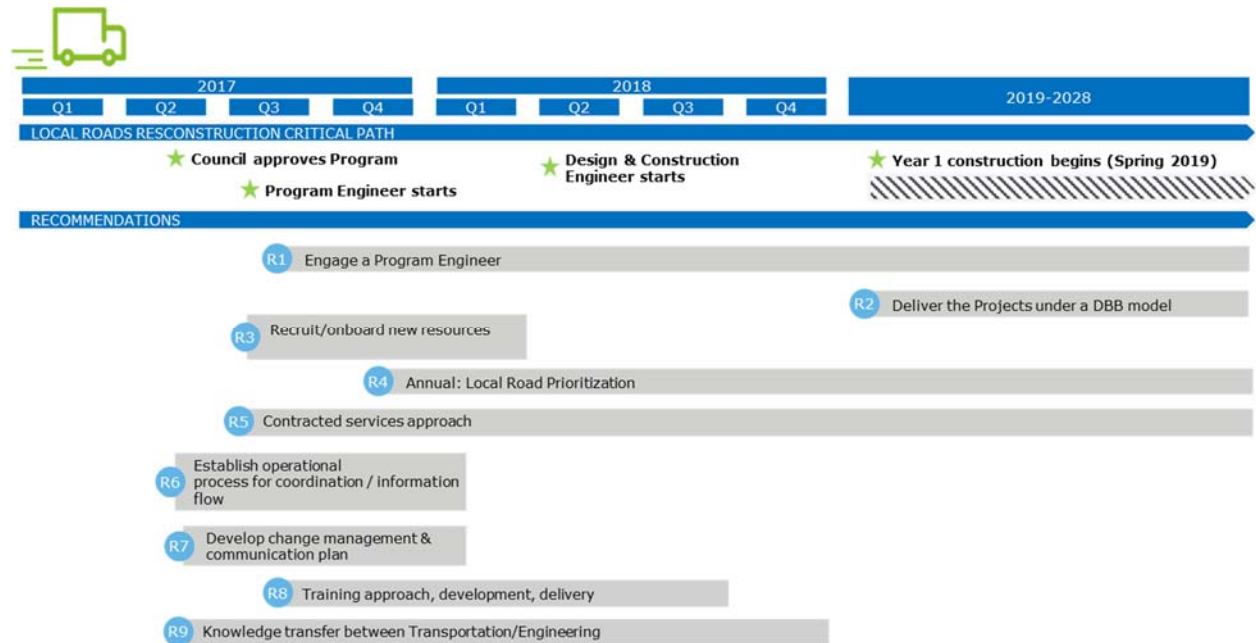 2017
2018
2019-2028
Q1 Q2 Q3 Q4 Q1 Q2 Q3 Q4
LOCAL ROADS RESCONSTRUCTION CRITICAL PATH
Council approves Program
Program Engineer starts
Design & Construction
Engineer starts
Year 1 construction begins (Spring 2019)
RECOMMENDATIONS
R1 Engage a Program Engineer
R2 Deliver the Projects under a DBB model
R3 Recruit/onboard new resources
R4 Annual: Local Road Prioritization
R5 Contracted services approach
R6 Establish operational
process for coordination / information
flow
R7 Develop change management &
communication plan
R8 Training approach, development, delivery
R9 Knowledge transfer between Transportation/Engineering